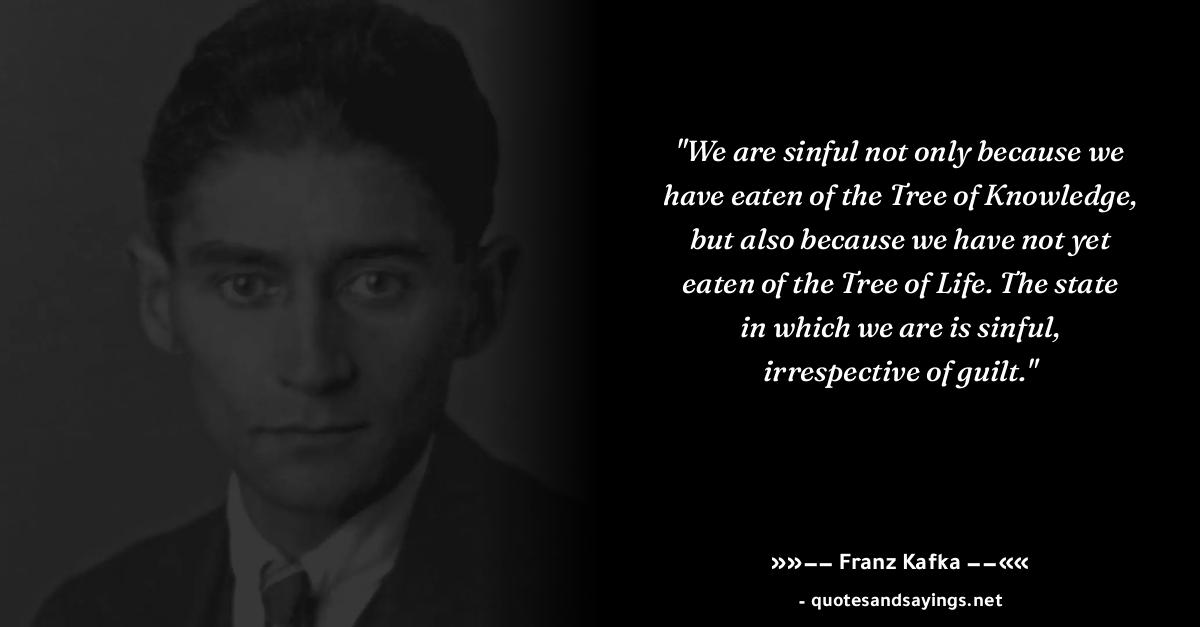 "We are sinful not only because we
have eaten of the Tree of Knowledge,
but also because we have not yet
eaten of the Tree of Life. The state
in which we are is sinful,
irrespective of guilt."
»»–– Franz Kafka ––««
- quotesandsayings.net